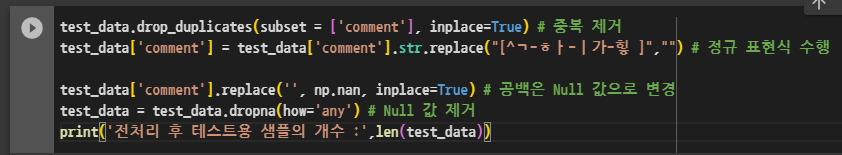 test_data.drop_duplicates(subset = ['comment'], inplace=True) # 중복 제거
test_data['comment'] = test_data['comment'].str.replace("[^ㄱ-ㅎㅏ-ㅣ가-힣 ]","") # 정규 표현식 수행
test_data['comment'].replace('', np.nan, inplace=True) # 공백은 Null 값으로 변경
test_data = test_data.dropna(how='any') # Null 값 제거
print('전처리 후 테스트용 샘플의 개수 :',len(test_data))